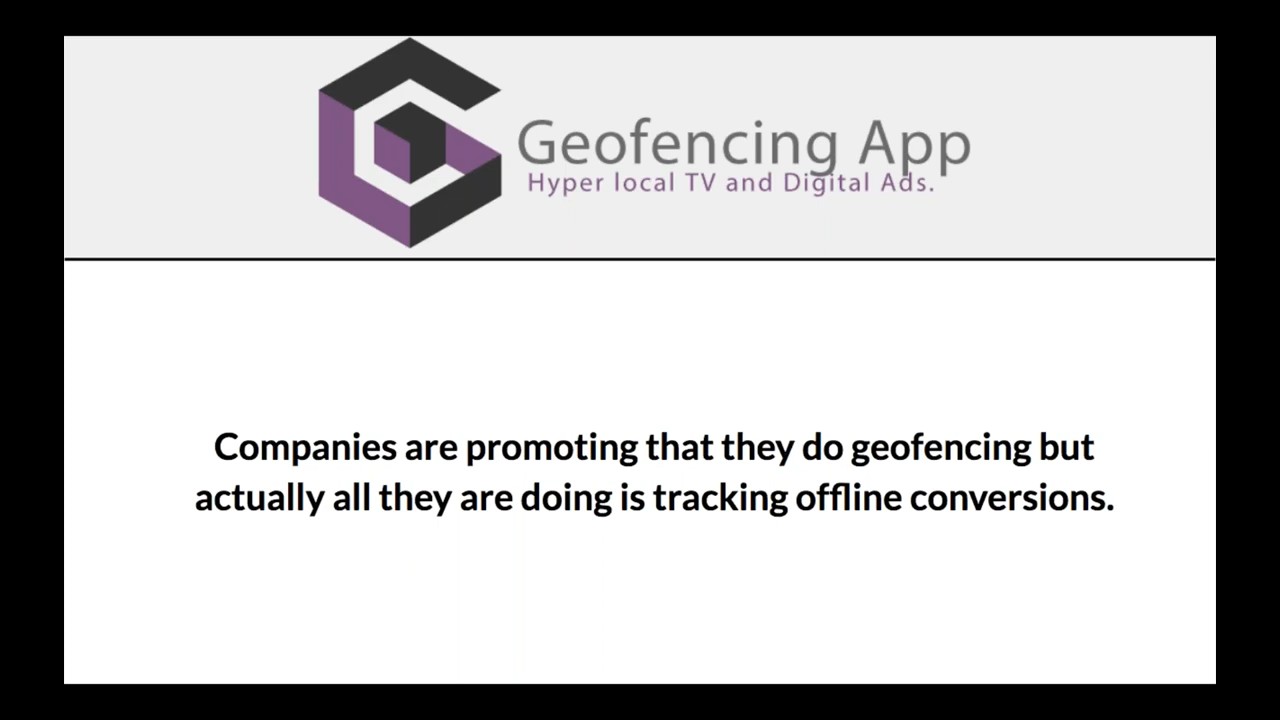 Geofencing App
Hyper local TV and Digital Ads.
Companies are promoting that they do geofencing but
actually all they are doing is tracking offline conversions.